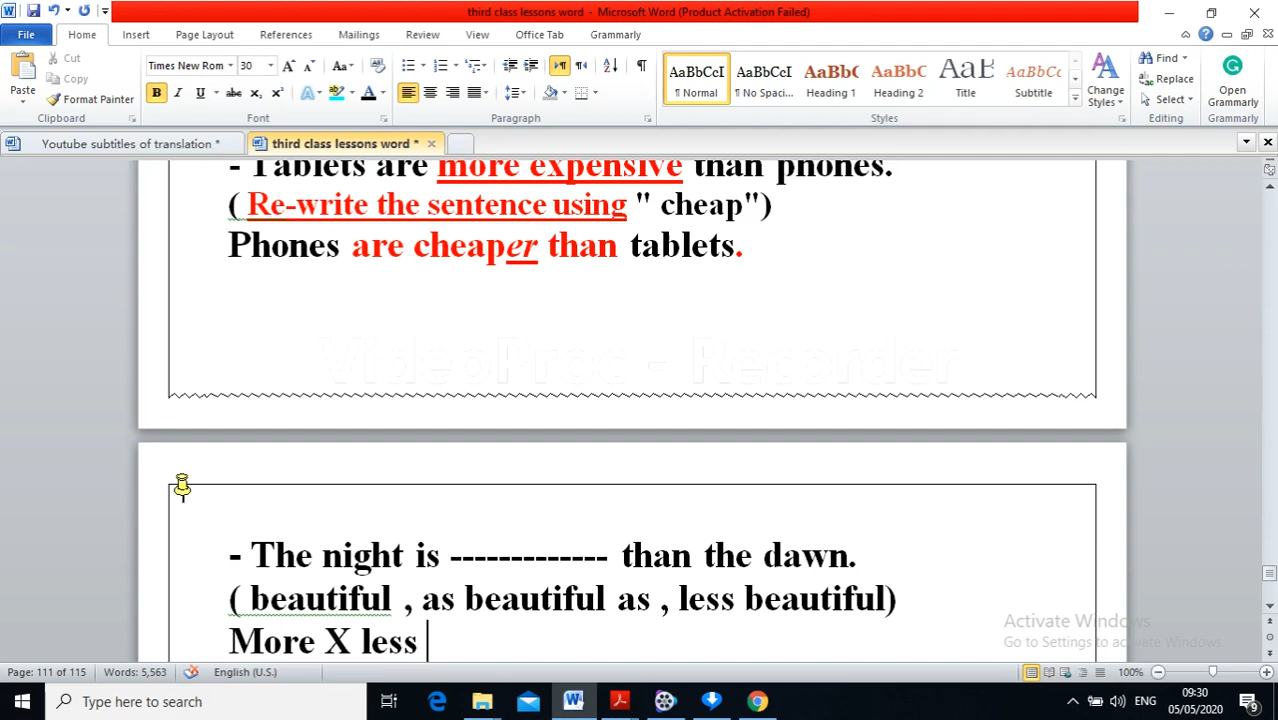 third class lessons word - Microsoft Word (Product Activation Failed)
File Home Insert Page Layout References Mailings Review View Office Tab Grammarly
Paste Cut Copy Format Painter Clipboard
Times New Rom 30 Font
Paragraph
AaBbCcI ¶ Normal AaBbCcI ¶ No Spaci... AaBbC Heading 1 AaBbCc Heading 2 AaB Title AaBbCc. Subtitle Change Styles Styles
Find Replace Select Editing
Open Grammarly Grammarly
Youtube subtitles of translation * third class lessons word *
- Tablets are more expensive than phones.
( Re-write the sentence using " cheap")
Phones are cheaper than tablets.
VideoProc - Recorder
- The night is ------------- than the dawn.
( beautiful , as beautiful as , less beautiful)
More X less
Activate Windows
Go to Settings to activate Windows.
Page: 111 of 115 Words: 5,563 English (U.S.) 100%
Type here to search ENG 09:30 05/05/2020 9